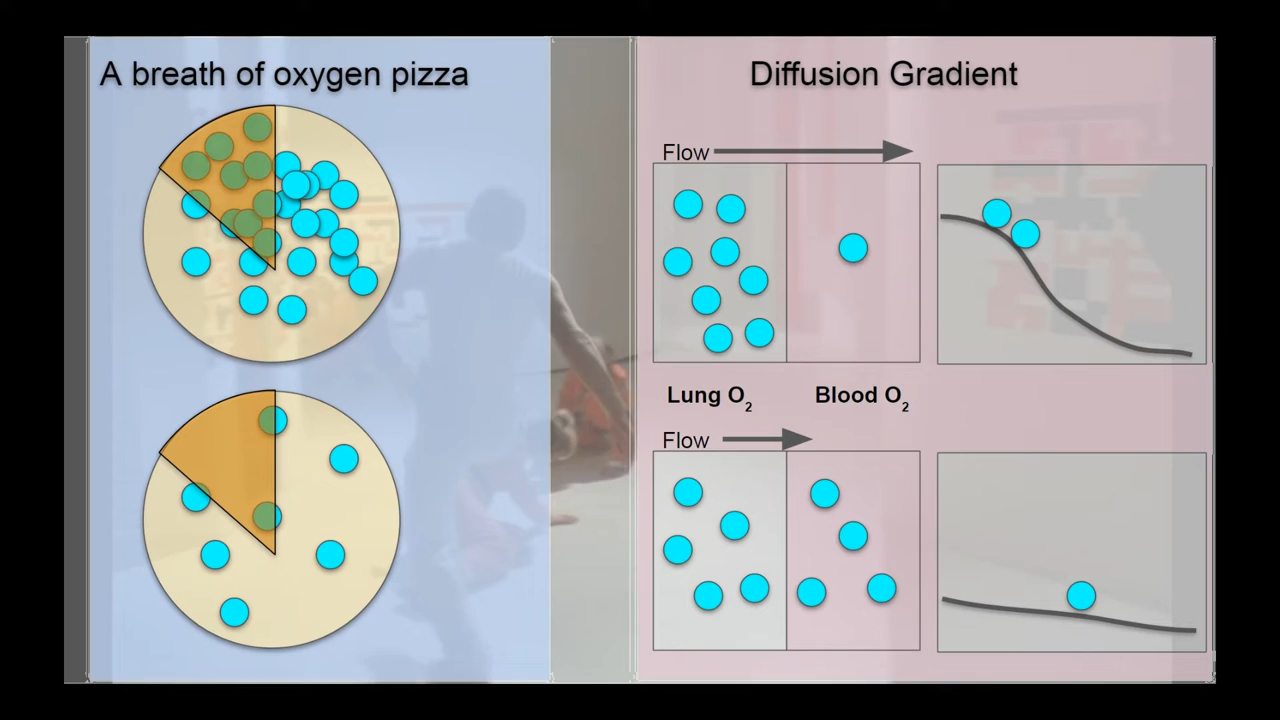 A breath of oxygen pizza
Diffusion Gradient
Flow
Lung O2
Blood O2
Flow